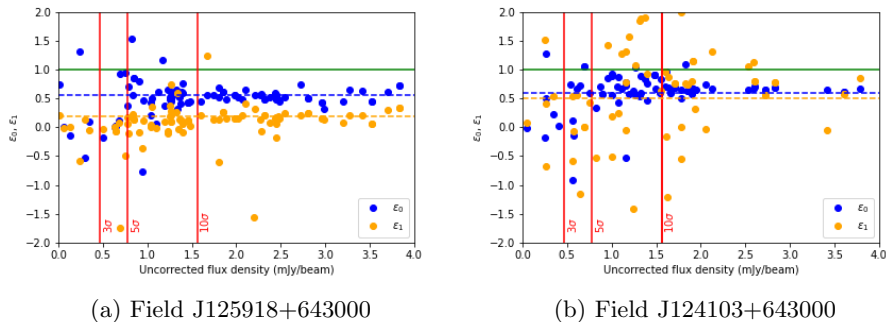 2.0
1.5
1.0
0.5
0.0
-0.5
-1.0
-1.5
-2.0
ε0, ε1
3σ
5σ
10σ
ε0
ε1
0.0 0.5 1.0 1.5 2.0 2.5 3.0 3.5 4.0
Uncorrected flux density (mJy/beam)
(a) Field J125918+643000
2.0
1.5
1.0
0.5
0.0
-0.5
-1.0
-1.5
-2.0
ε0, ε1
3σ
5σ
10σ
ε0
ε1
0.0 0.5 1.0 1.5 2.0 2.5 3.0 3.5 4.0
Uncorrected flux density (mJy/beam)
(b) Field J124103+643000